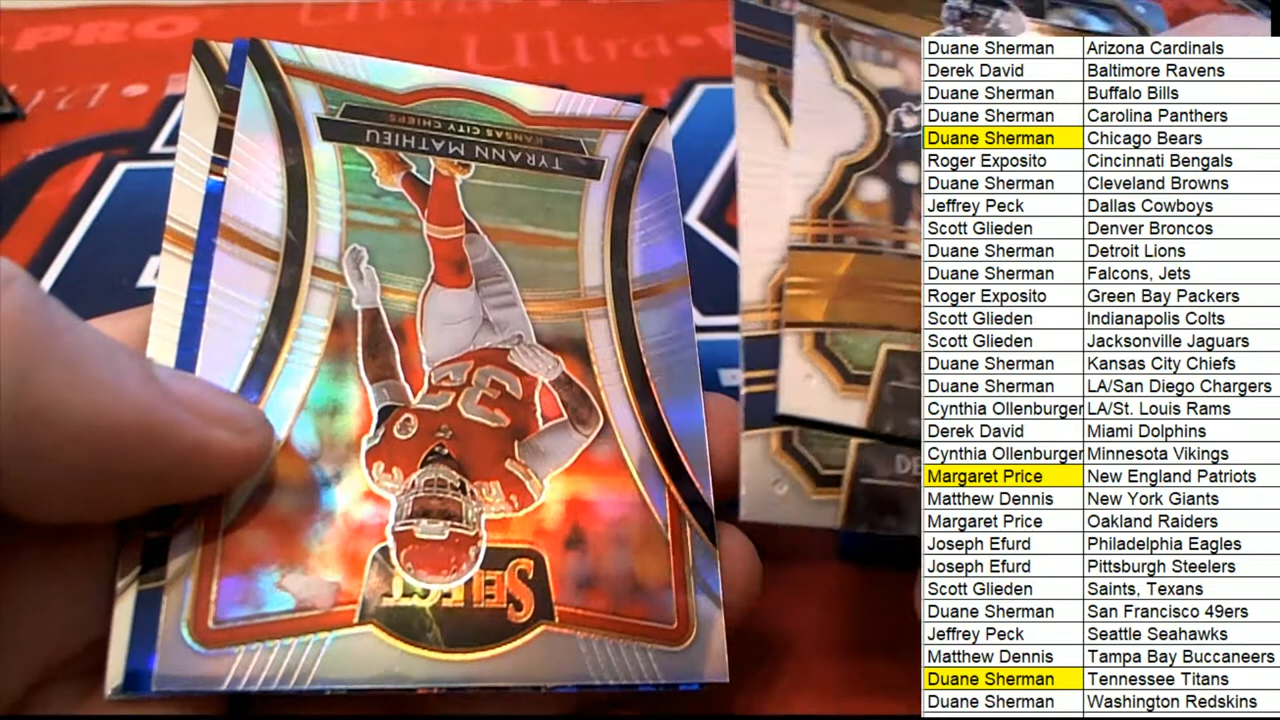 PRO
Ultra
TYRANN MATHIEU
KANSAS CITY CHIEFS
32
SELECT
DE
Duane Sherman Arizona Cardinals
Derek David Baltimore Ravens
Duane Sherman Buffalo Bills
Duane Sherman Carolina Panthers
Duane Sherman Chicago Bears
Roger Exposito Cincinnati Bengals
Duane Sherman Cleveland Browns
Jeffrey Peck Dallas Cowboys
Scott Glieden Denver Broncos
Duane Sherman Detroit Lions
Duane Sherman Falcons, Jets
Roger Exposito Green Bay Packers
Scott Glieden Indianapolis Colts
Scott Glieden Jacksonville Jaguars
Duane Sherman Kansas City Chiefs
Duane Sherman LA/San Diego Chargers
Cynthia Ollenburger LA/St. Louis Rams
Derek David Miami Dolphins
Cynthia Ollenburger Minnesota Vikings
Margaret Price New England Patriots
Matthew Dennis New York Giants
Margaret Price Oakland Raiders
Joseph Efurd Philadelphia Eagles
Joseph Efurd Pittsburgh Steelers
Scott Glieden Saints, Texans
Duane Sherman San Francisco 49ers
Jeffrey Peck Seattle Seahawks
Matthew Dennis Tampa Bay Buccaneers
Duane Sherman Tennessee Titans
Duane Sherman Washington Redskins